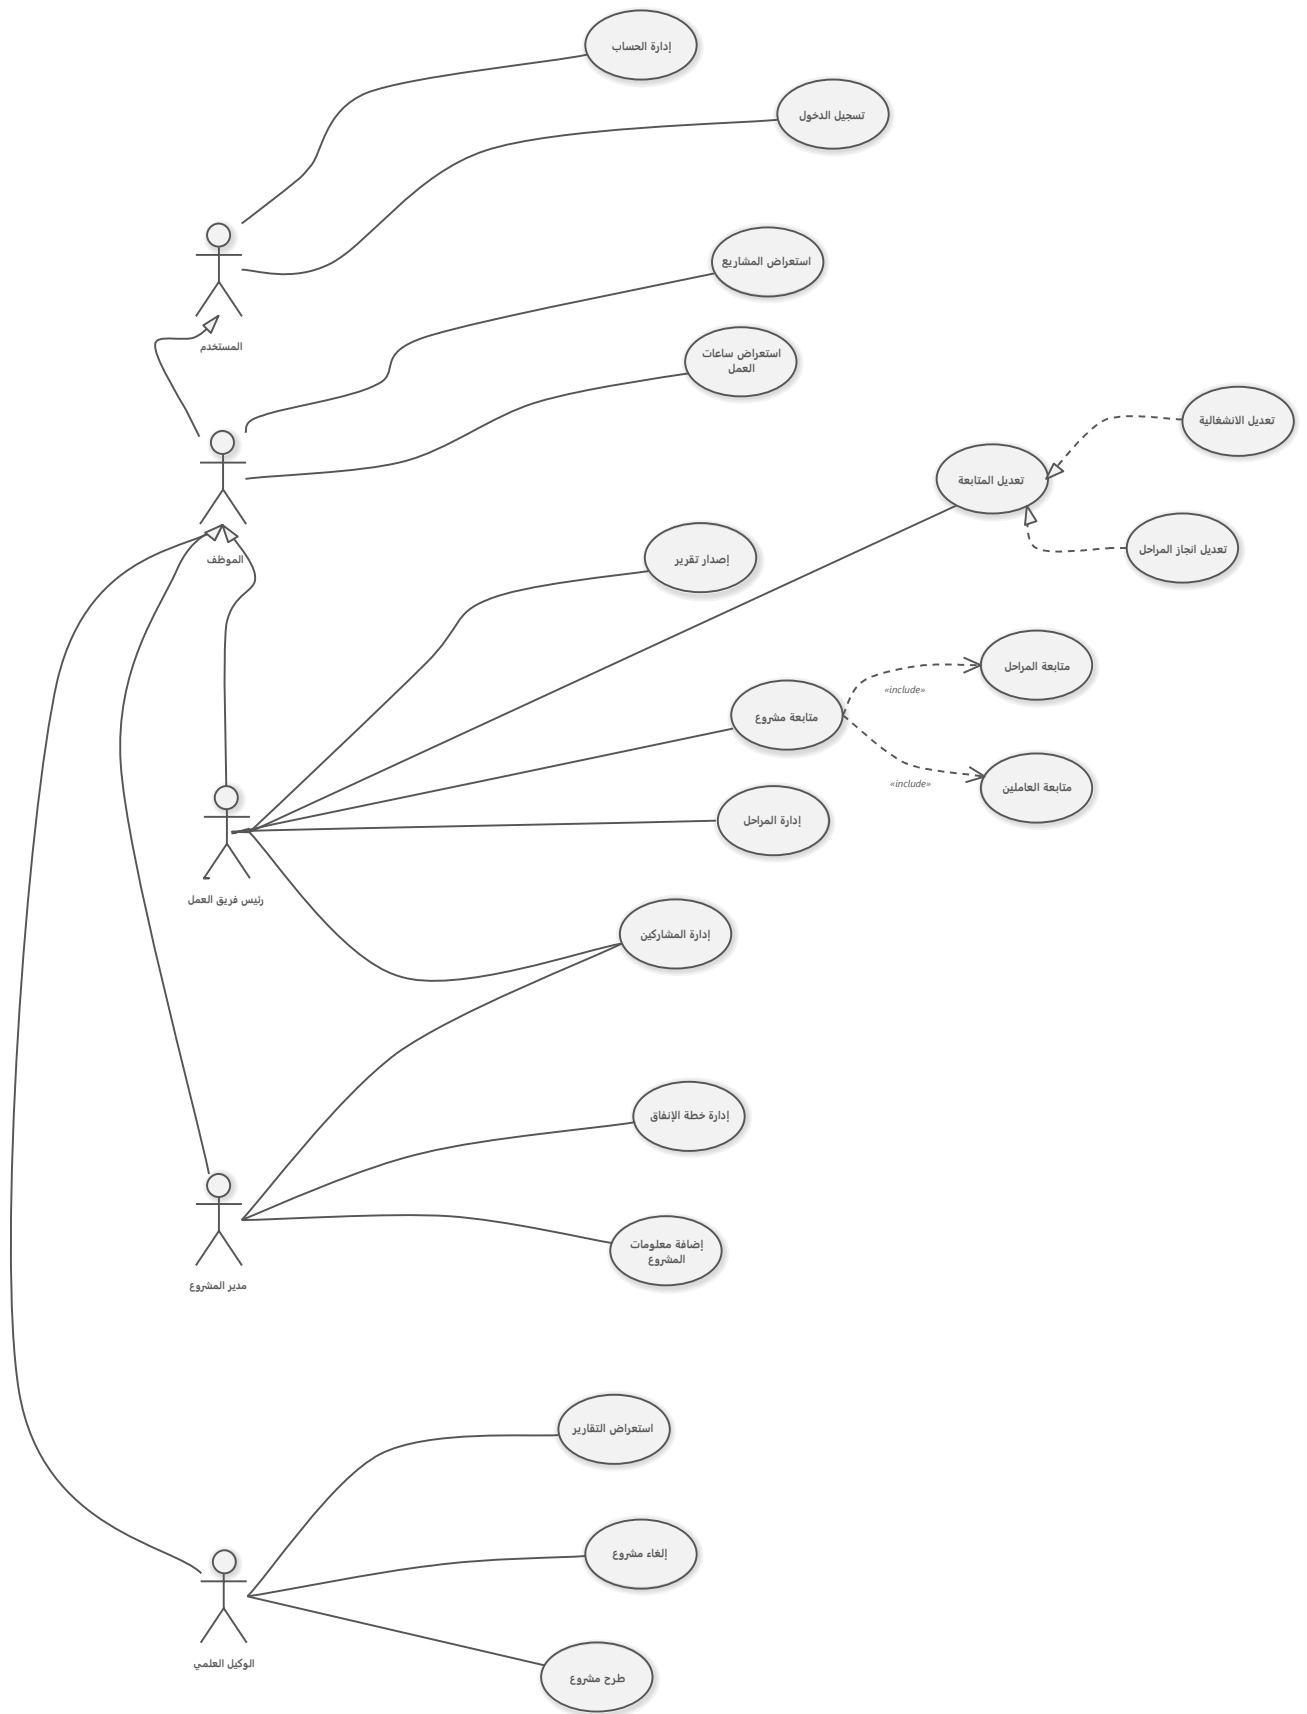 إدارة الحساب
تسجيل الدخول
استعراض المشاريع
المستخدم
استعراض ساعات
العمل
تعديل الانشغالية
تعديل المتابعة
تعديل انجاز المراحل
إصدار تقرير
الموظف
متابعة المراحل
«include»
متابعة مشروع
«include»
متابعة العاملين
إدارة المراحل
رئيس فريق العمل
إدارة المشاركين
إدارة خطة الإنفاق
إضافة معلومات
المشروع
مدير المشروع
استعراض التقارير
إلغاء مشروع
الوكيل العلمي
طرح مشروع